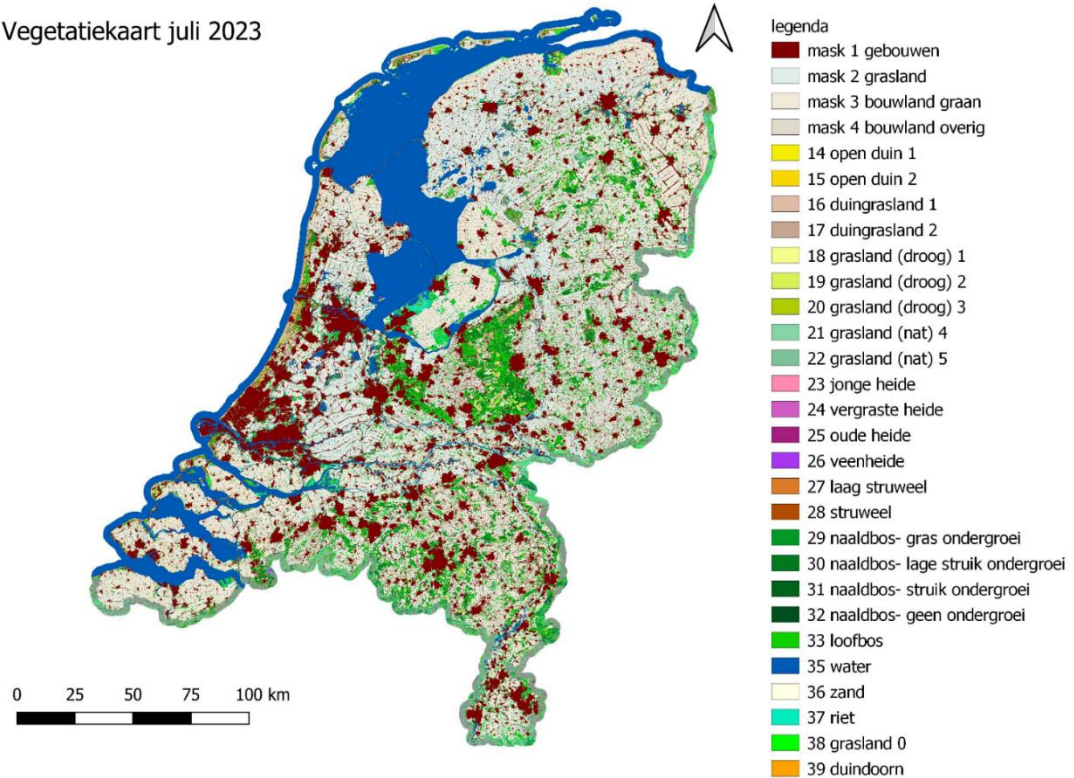 Vegetatiekaart juli 2023
legenda
mask 1 gebouwen
mask 2 grasland
mask 3 bouwland graan
mask 4 bouwland overig
14 open duin 1
15 open duin 2
16 duingrasland 1
17 duingrasland 2
18 grasland (droog) 1
19 grasland (droog) 2
20 grasland (droog) 3
21 grasland (nat) 4
22 grasland (nat) 5
23 jonge heide
24 vergraste heide
25 oude heide
26 veenheide
27 laag struweel
28 struweel
29 naaldbos- gras ondergroei
30 naaldbos- lage struik ondergroei
31 naaldbos- struik ondergroei
32 naaldbos- geen ondergroei
33 loofbos
35 water
36 zand
37 riet
38 grasland 0
39 duindoorn
0 25 50 75 100 km